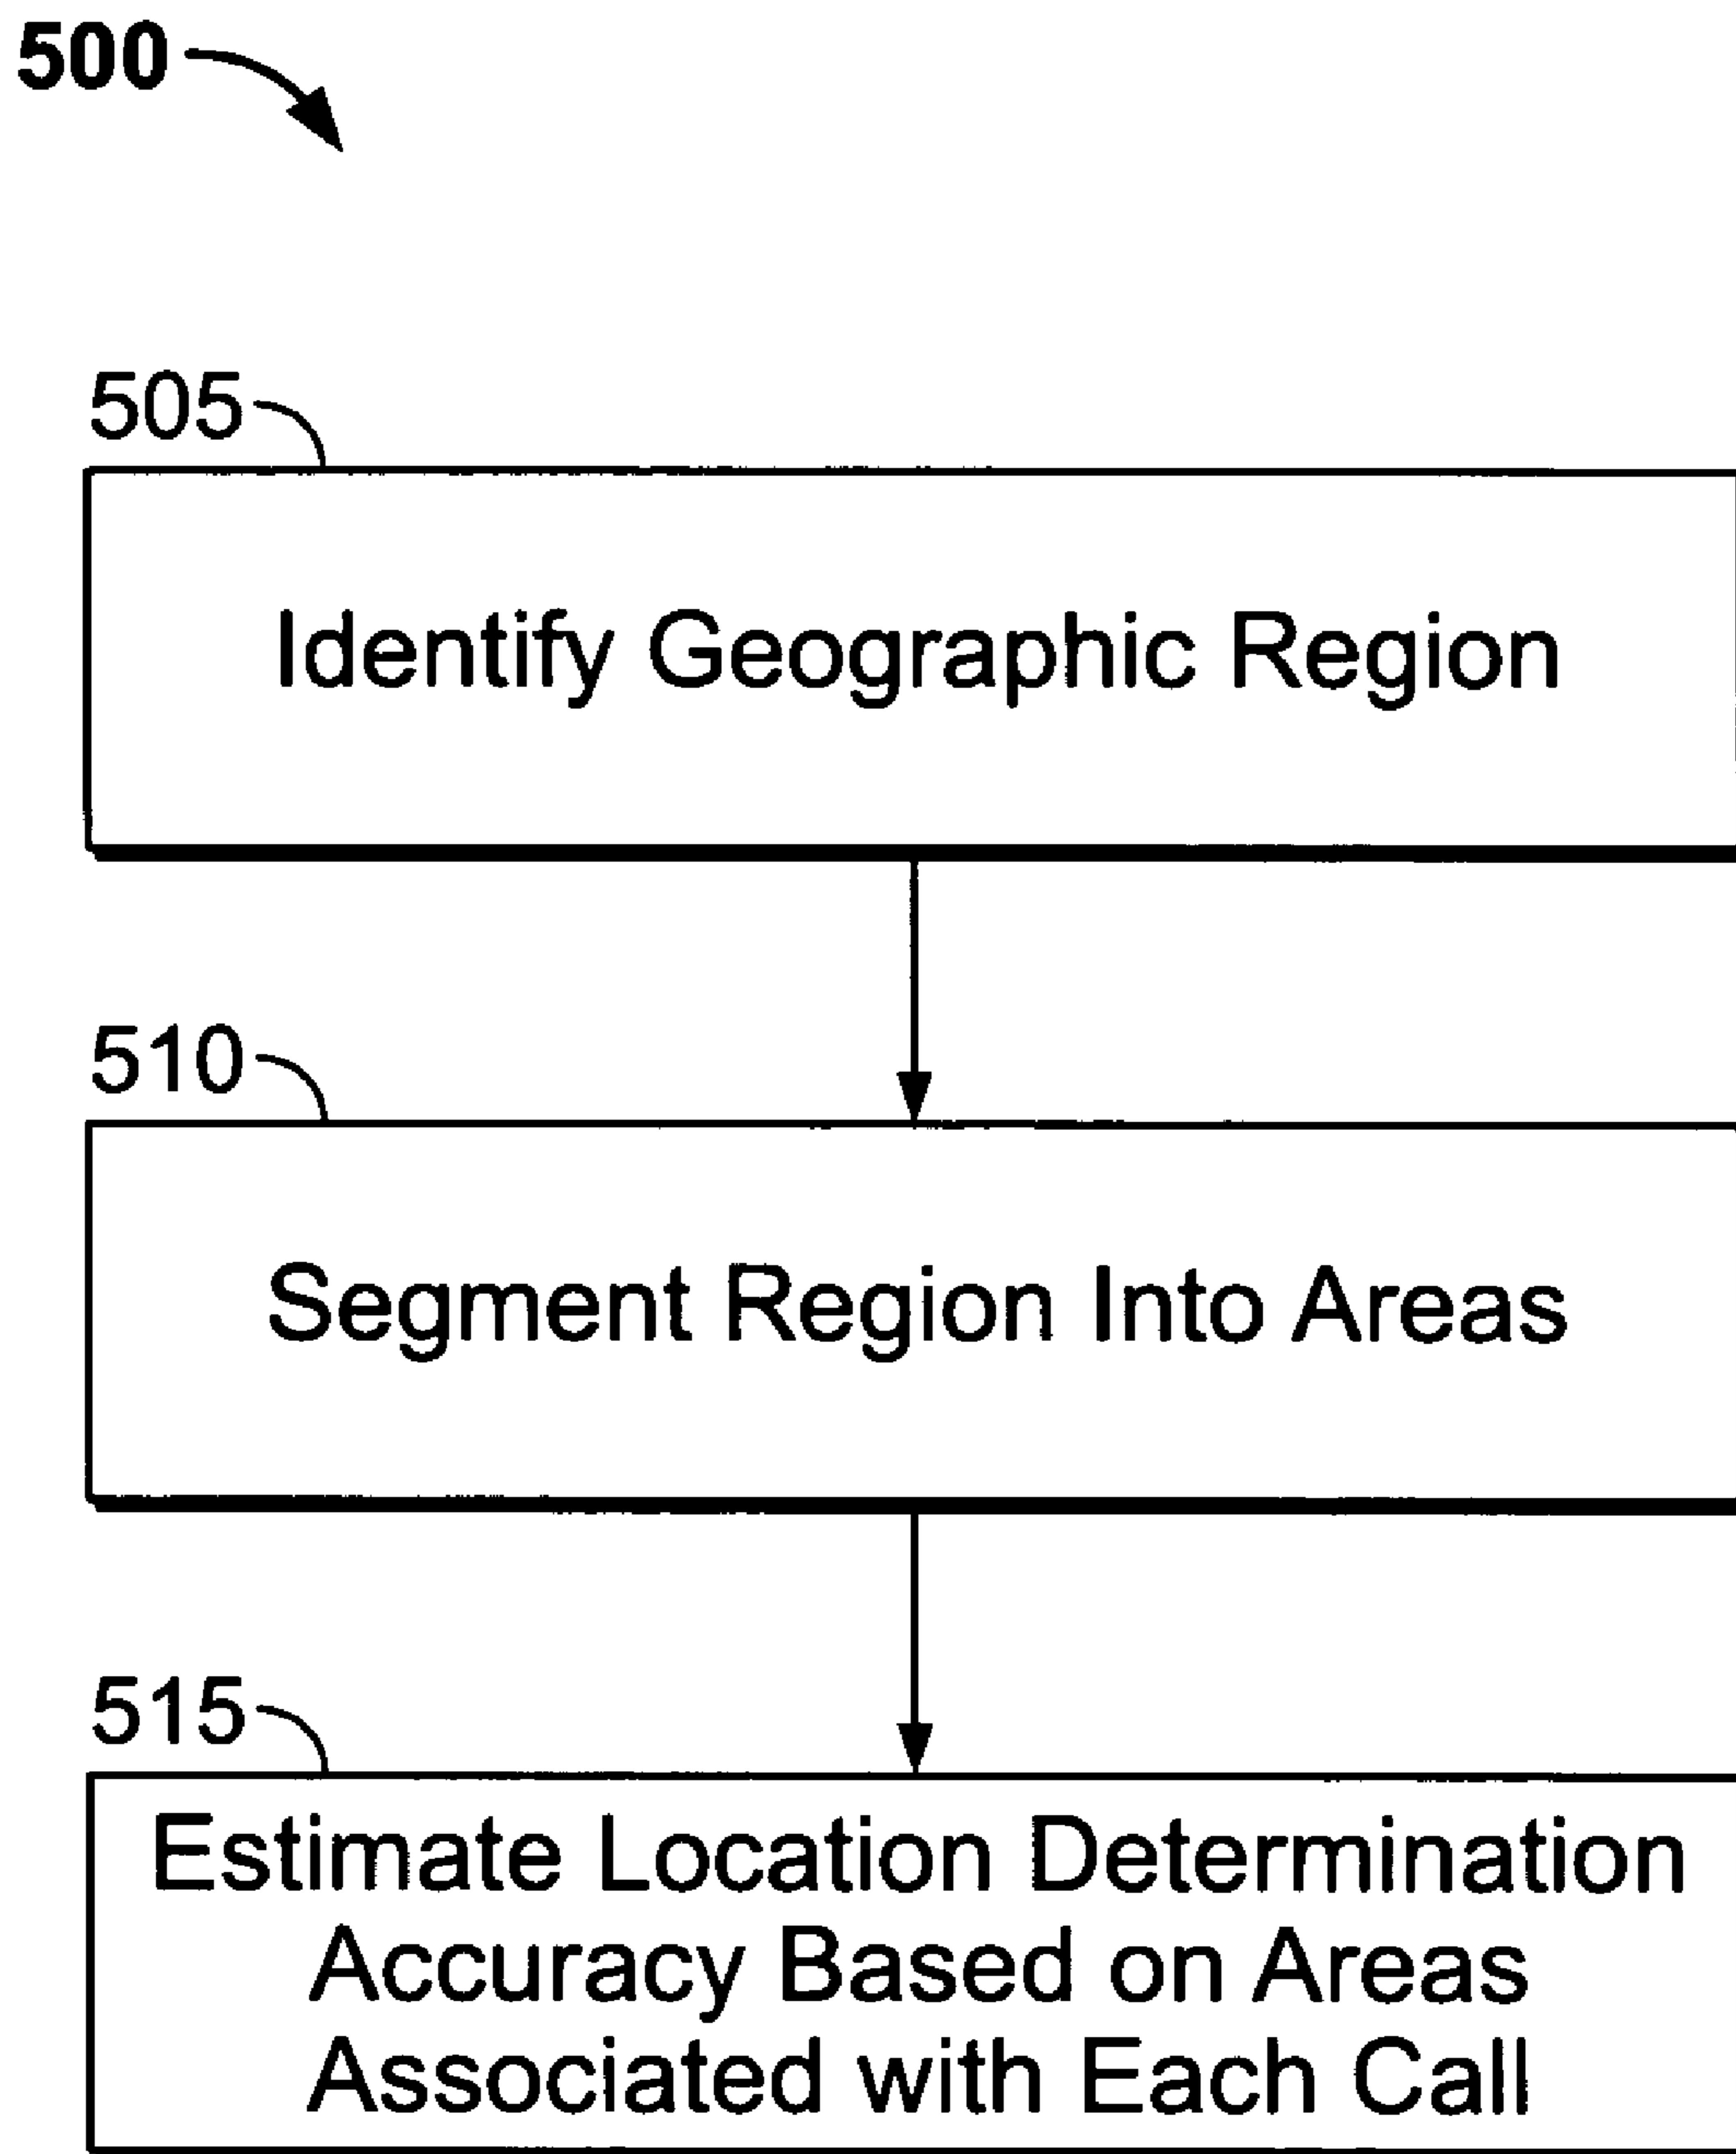 500
505
Identify Geographic Region
510
Segment Region Into Areas
515
Estimate Location Determination
Accuracy Based on Areas
Associated with Each Call